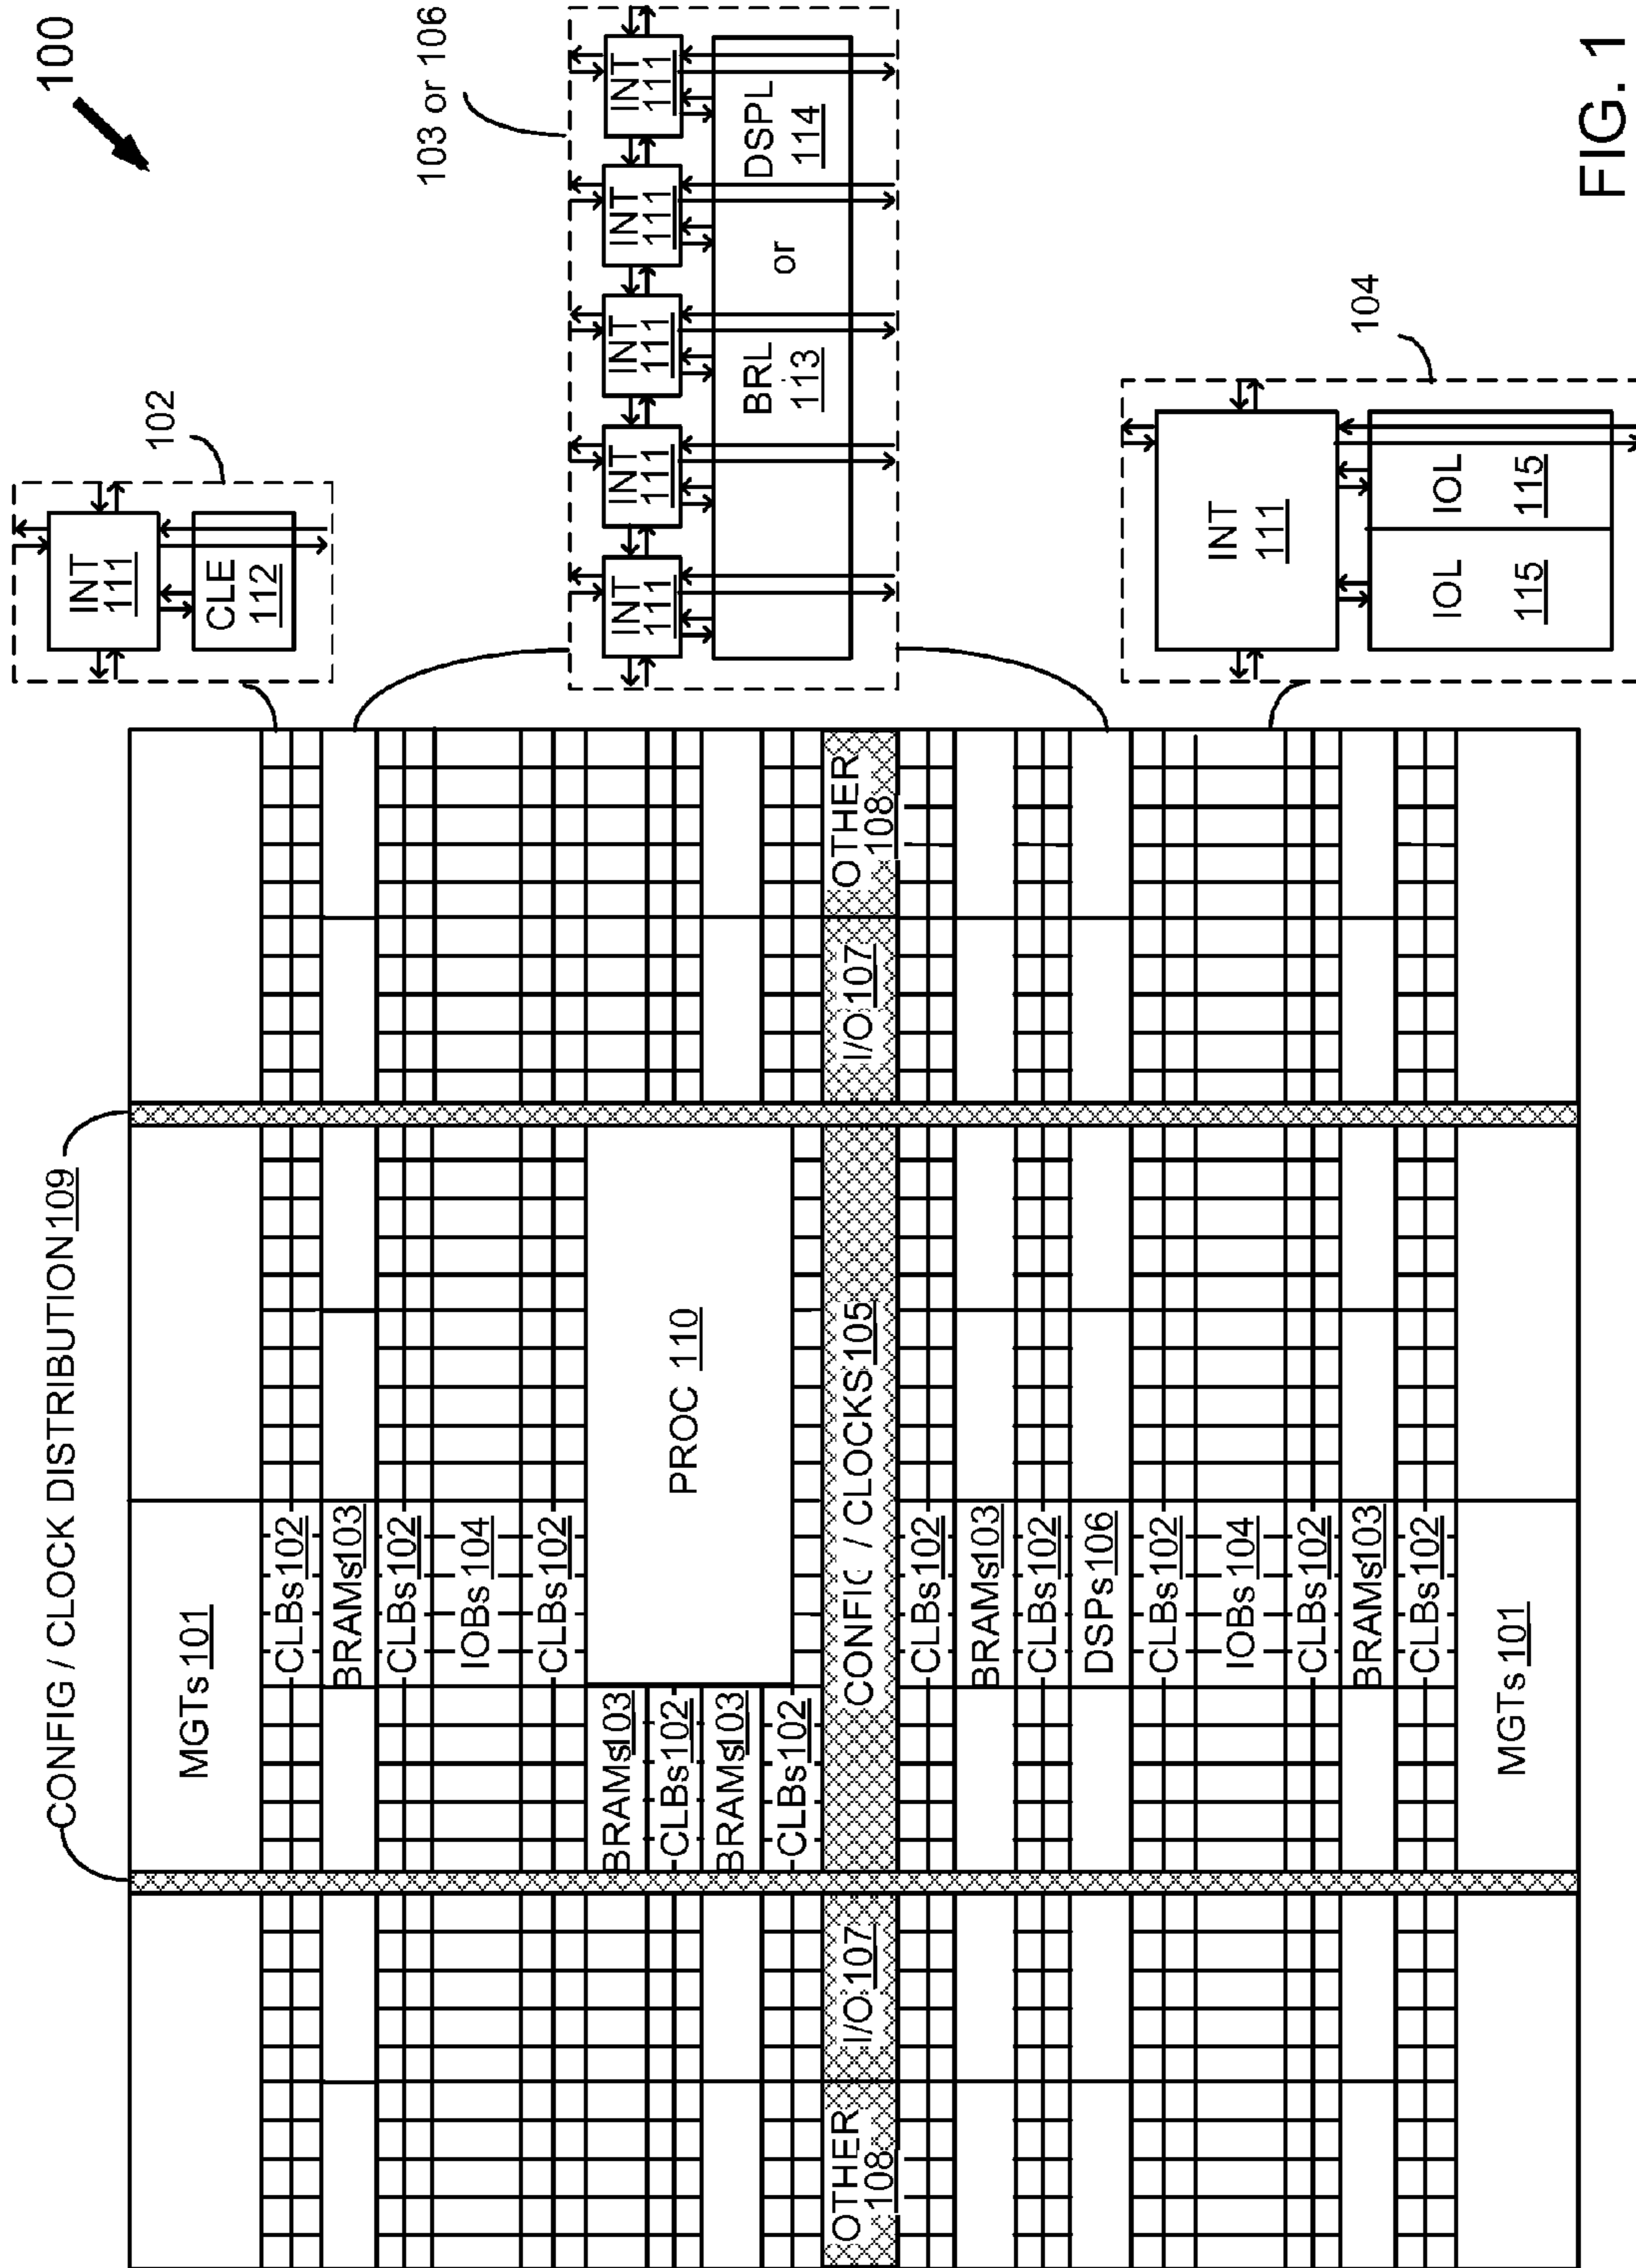 100
CONFIG / CLOCK DISTRIBUTION 109
MGTs 101
CLBs 102
BRAMs 103
CLBs 102
IOBs 104
CLBs 102
BRAMs 103
CLBs 102
BRAMs 103
CLBs 102
PROC 110
OTHER
108
I/O 107
CONFIG / CLOCKS 105
I/O 107
OTHER
108
CLBs 102
BRAMs 103
CLBs 102
DSPs 106
CLBs 102
IOBs 104
CLBs 102
BRAMs 103
CLBs 102
MGTs 101
102
INT
111
CLE
112
103 or 106
INT
111
INT
111
INT
111
INT
111
INT
111
BRL
113
or
DSPL
114
104
INT
111
IOL
115
IOL
115
FIG. 1